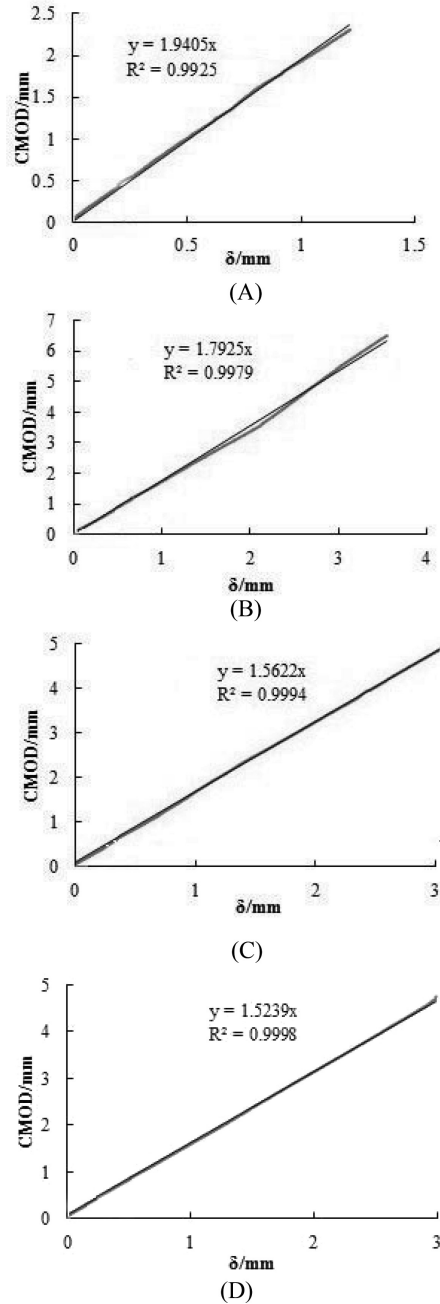 2.5
y = 1.9405x
2
R² = 0.9925
CMOD/mm
1.5
1
0.5
0
0 0.5 1 1.5
δ/mm
(A)
7
6
y = 1.7925x
R² = 0.9979
5
CMOD/mm
4
3
2
1
0
0 1 2 3 4
δ/mm
(B)
5
y = 1.5622x
4
R² = 0.9994
CMOD/mm
3
2
1
0
0 1 2 3
δ/mm
(C)
5
y = 1.5239x
4
R² = 0.9998
CMOD/mm
3
2
1
0
0 1 2 3
δ/mm
(D)